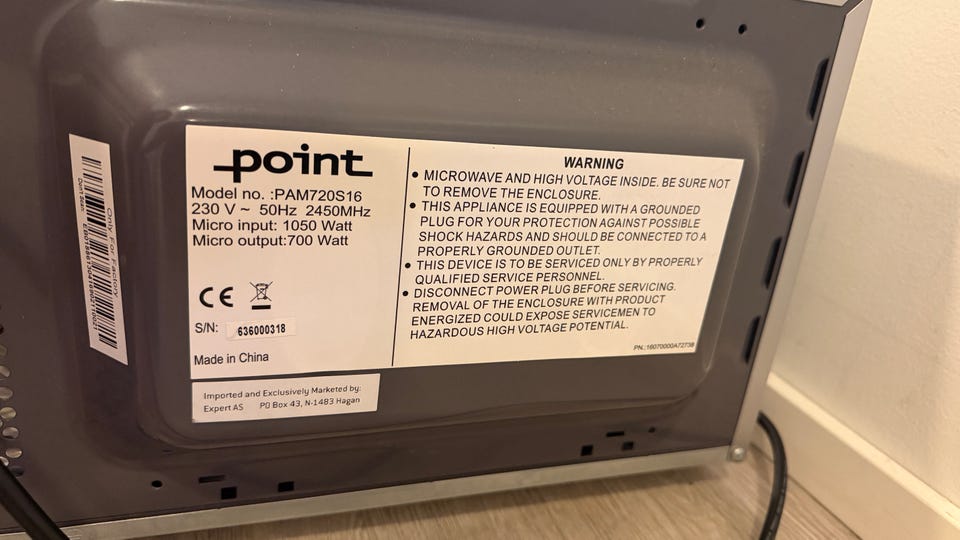 point
Model no. :PAM720S16
230 V ~ 50Hz 2450MHz
Micro input: 1050 Watt
Micro output:700 Watt
CE
S/N: 636000318
Made in China
Imported and Exclusively Marketed by:
Expert AS PO Box 43, N-1483 Hagan
WARNING
• MICROWAVE AND HIGH VOLTAGE INSIDE. BE SURE NOT
TO REMOVE THE ENCLOSURE.
• THIS APPLIANCE IS EQUIPPED WITH A GROUNDED
PLUG FOR YOUR PROTECTION AGAINST POSSIBLE
SHOCK HAZARDS AND SHOULD BE CONNECTED TO A
PROPERLY GROUNDED OUTLET.
• THIS DEVICE IS TO BE SERVICED ONLY BY PROPERLY
QUALIFIED SERVICE PERSONNEL.
• DISCONNECT POWER PLUG BEFORE SERVICING.
REMOVAL OF THE ENCLOSURE WITH PRODUCT
ENERGIZED COULD EXPOSE SERVICEMEN TO
HAZARDOUS HIGH VOLTAGE POTENTIAL.
PN.:16070000A72738
Only For Factory
Don't Scan